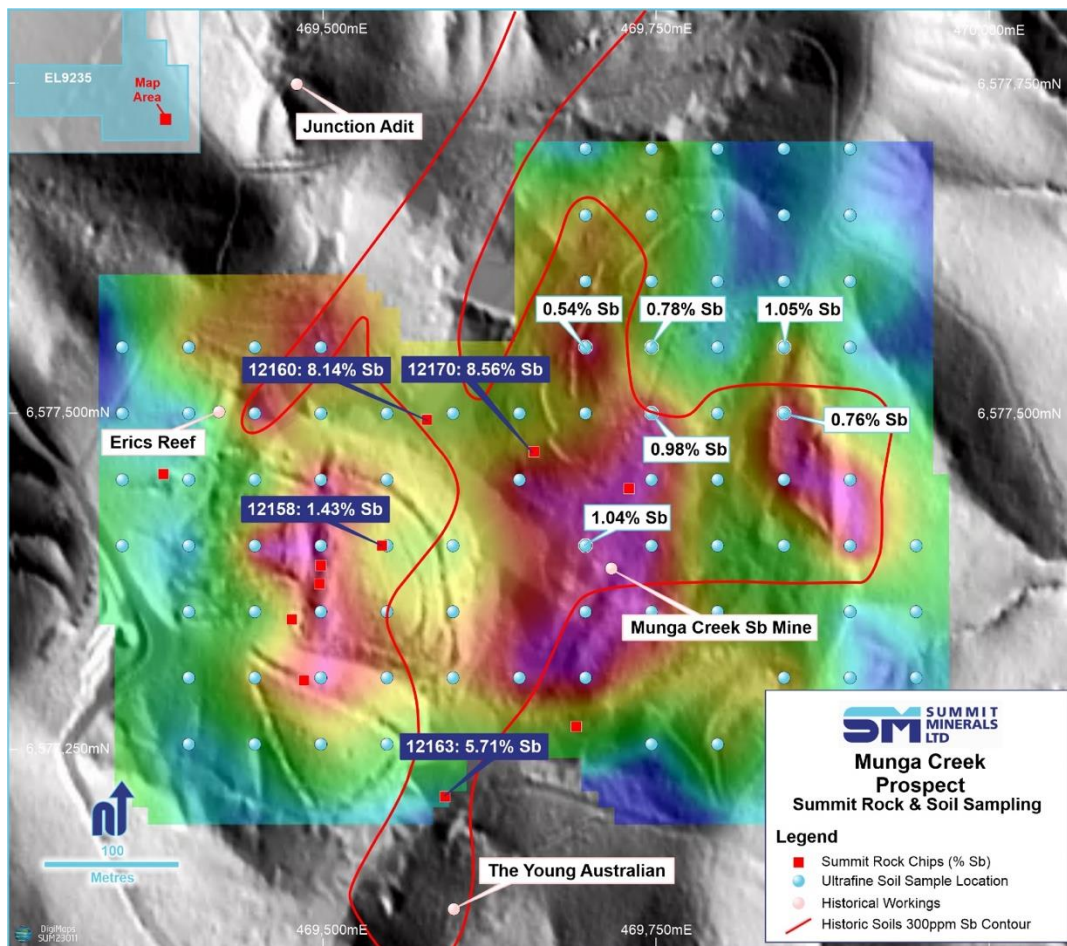 469,500mE
469,750mE
470,000mE
EL9235
Map
Area
6,577,750mN
Junction Adit
0.54% Sb
0.78% Sb
1.05% Sb
12160: 8.14% Sb
12170: 8.56% Sb
6,577,500mN
6,577,500mN
Erics Reef
0.76% Sb
0.98% Sb
12158: 1.43% Sb
1.04% Sb
Munga Creek Sb Mine
12163: 5.71% Sb
6,577,250mN
SM
SUMMIT
MINERALS
LTD
Munga Creek
Prospect
Summit Rock & Soil Sampling
Legend
Summit Rock Chips (% Sb)
Ultrafine Soil Sample Location
Historical Workings
Historic Soils 300ppm Sb Contour
100
Metres
The Young Australian
DigiMaps
SUM23011
469,500mE
469,750mE